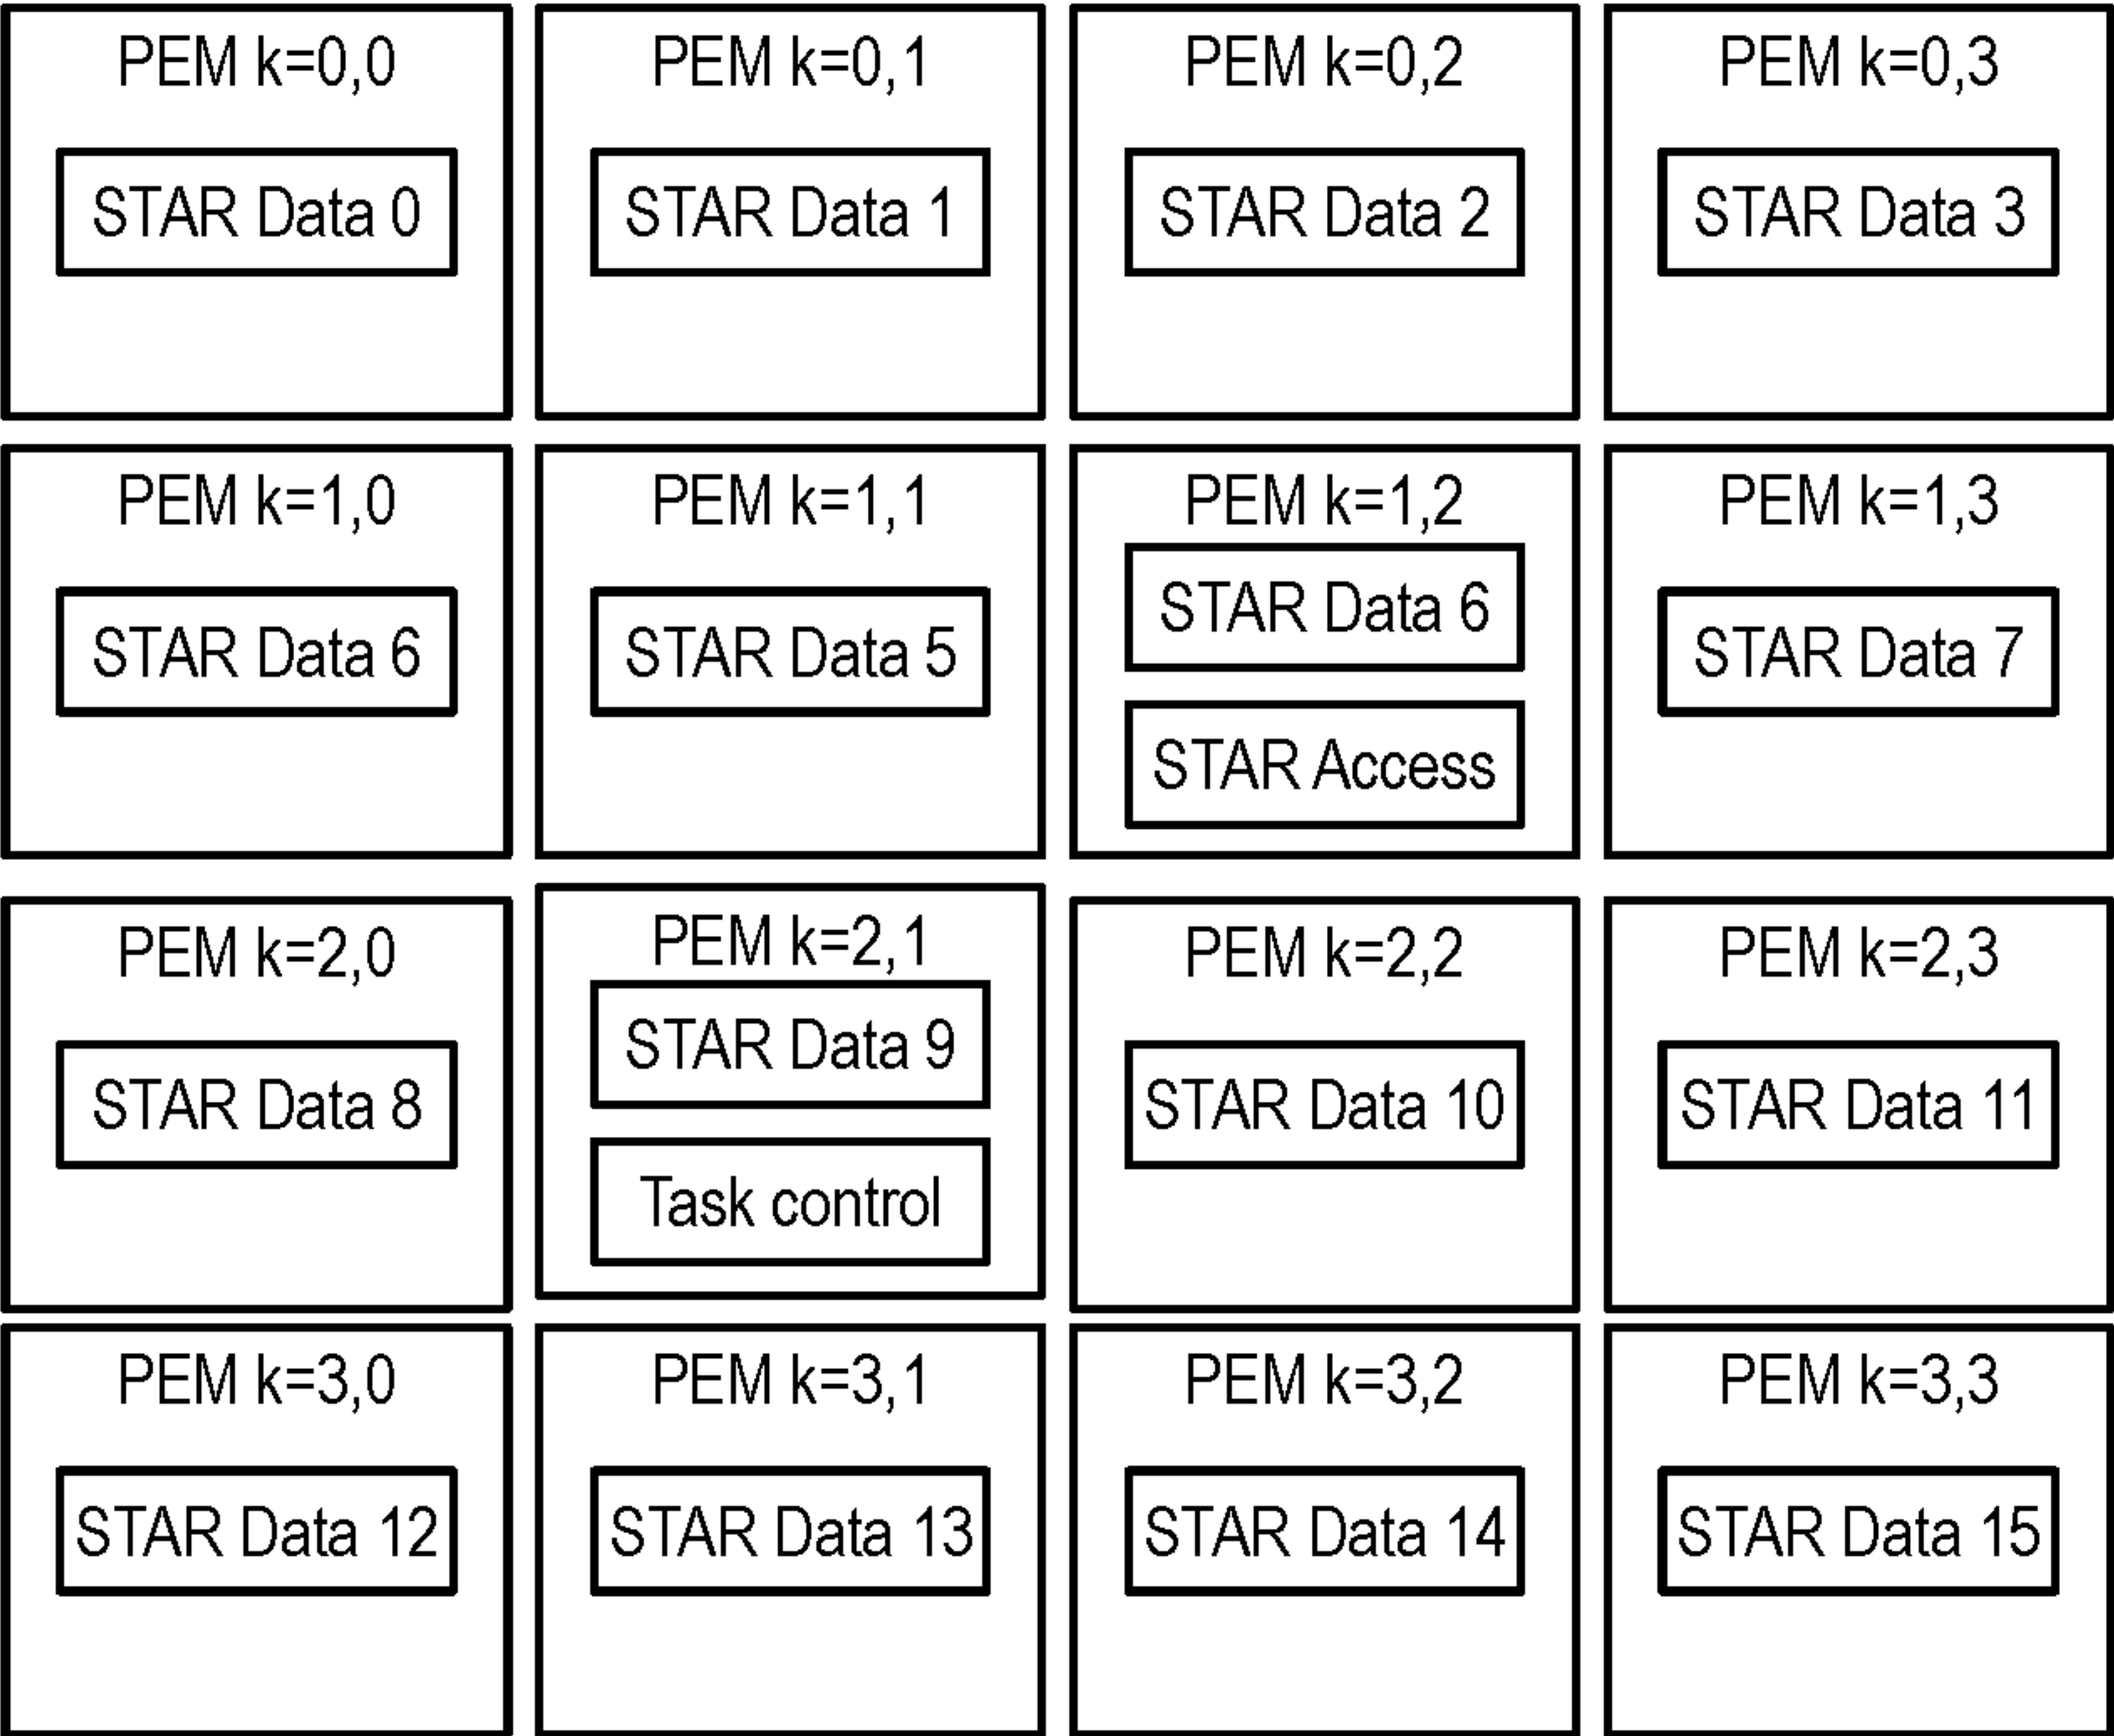 PEM k=0,0
STAR Data 0
PEM k=0,1
STAR Data 1
PEM k=0,2
STAR Data 2
PEM k=0,3
STAR Data 3
PEM k=1,0
STAR Data 6
PEM k=1,1
STAR Data 5
PEM k=1,2
STAR Data 6
STAR Access
PEM k=1,3
STAR Data 7
PEM k=2,0
STAR Data 8
PEM k=2,1
STAR Data 9
Task control
PEM k=2,2
STAR Data 10
PEM k=2,3
STAR Data 11
PEM k=3,0
STAR Data 12
PEM k=3,1
STAR Data 13
PEM k=3,2
STAR Data 14
PEM k=3,3
STAR Data 15